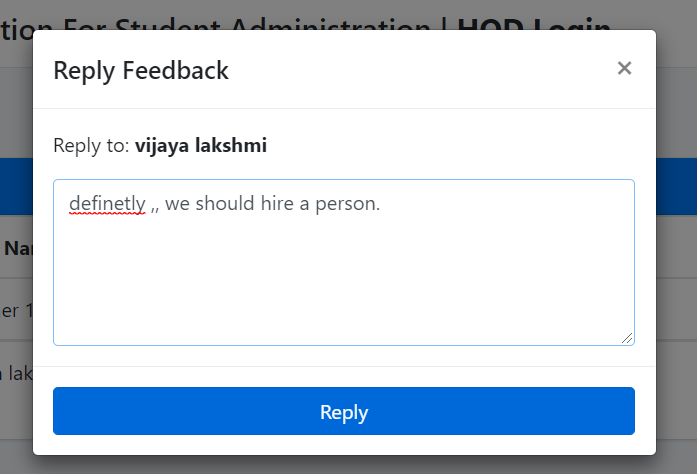 tion For Student Administration | HOD Login
Reply Feedback
×
Reply to: vijaya lakshmi
definetly ,, we should hire a person.
Reply